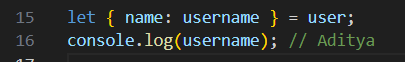 15 let { name: username } = user;
16 console.log(username); // Aditya